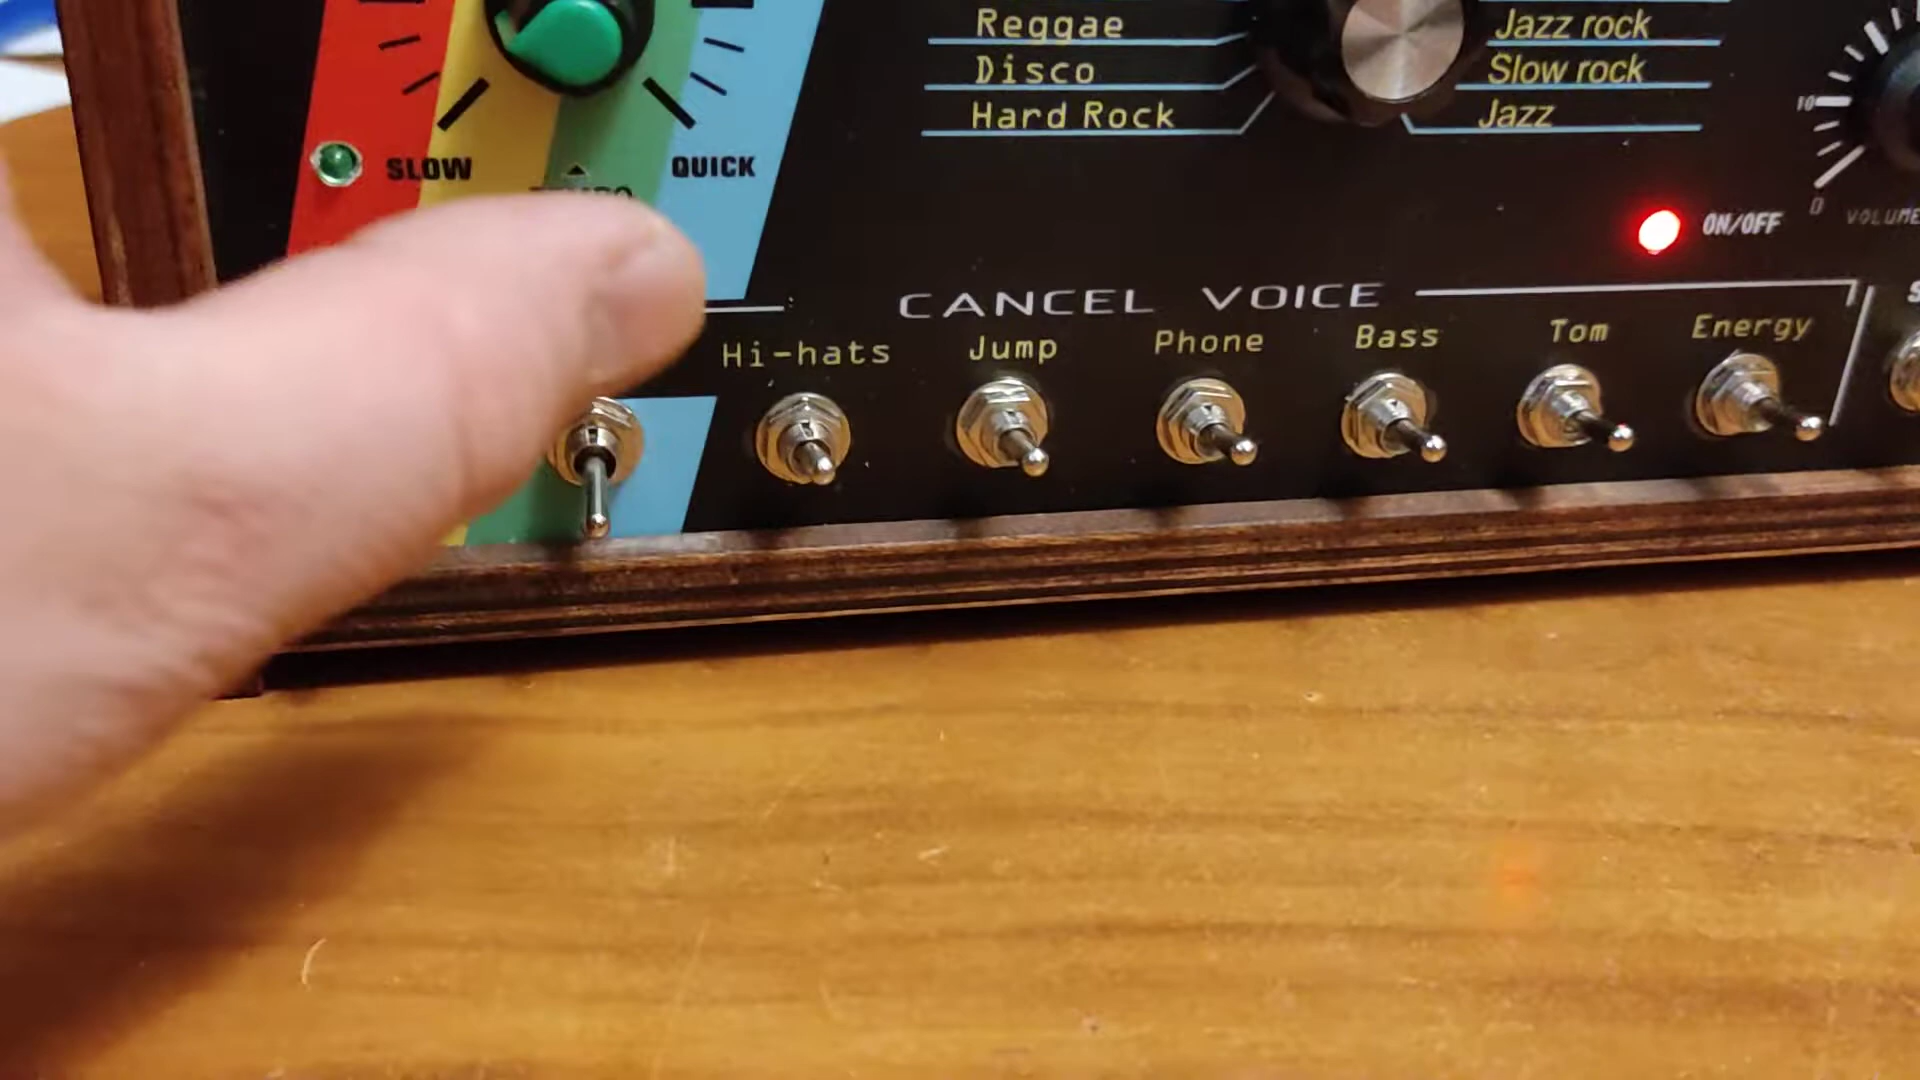 Reggae
Jazz rock
Disco
Slow rock
Hard Rock
Jazz
10
SLOW
QUICK
0
VOLUME
ON/OFF
CANCEL VOICE
Hi-hats
Jump
Phone
Bass
Tom
Energy